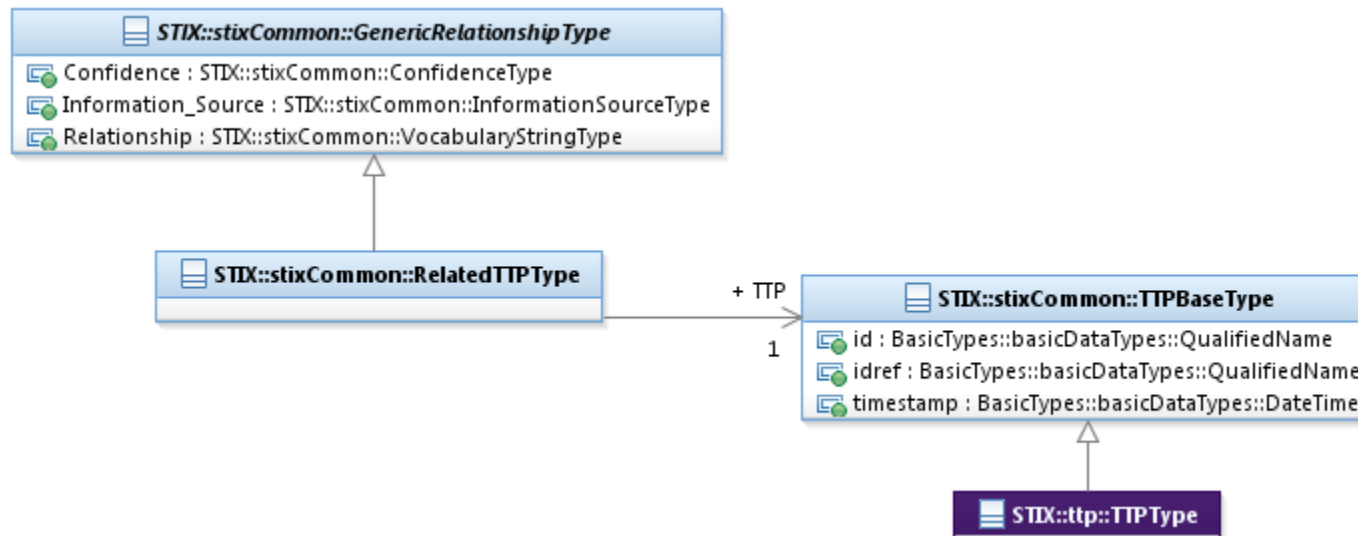 STIX::stixCommon::GenericRelationshipType
Confidence : STIX::stixCommon::ConfidenceType
Information_Source : STIX::stixCommon::InformationSourceType
Relationship : STIX::stixCommon::VocabularyStringType
STIX::stixCommon::RelatedTTPType
+ TTP
1
STIX::stixCommon::TTPBaseType
id : BasicTypes::basicDataTypes::QualifiedName
idref : BasicTypes::basicDataTypes::QualifiedName
timestamp : BasicTypes::basicDataTypes::DateTime
STIX::ttp::TTPType